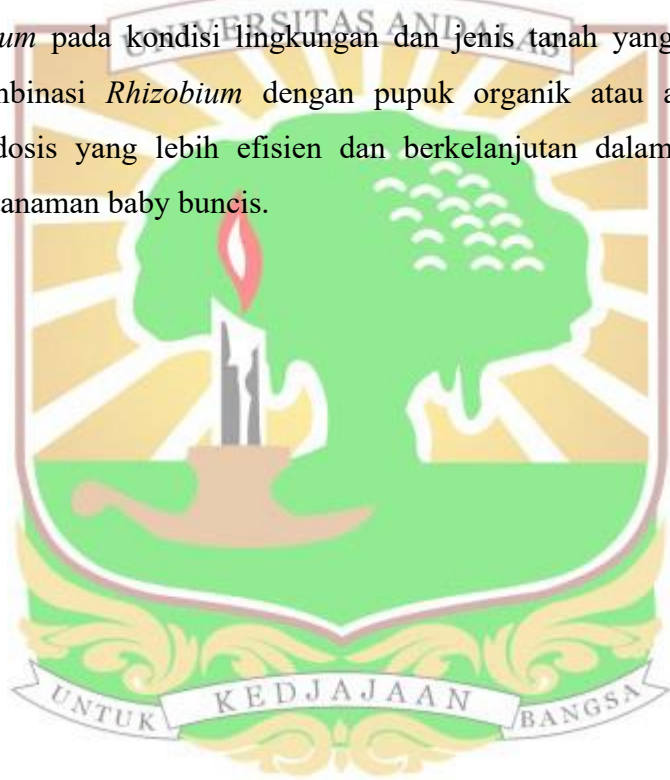 UNIVERSITAS ANDALAS
um pada kondisi lingkungan dan jenis tanah yang
mbinasi Rhizobium dengan pupuk organik atau a
dosis yang lebih efisien dan berkelanjutan dalam
anaman baby buncis.
UNTUK KEDJAJAAN BANGSA